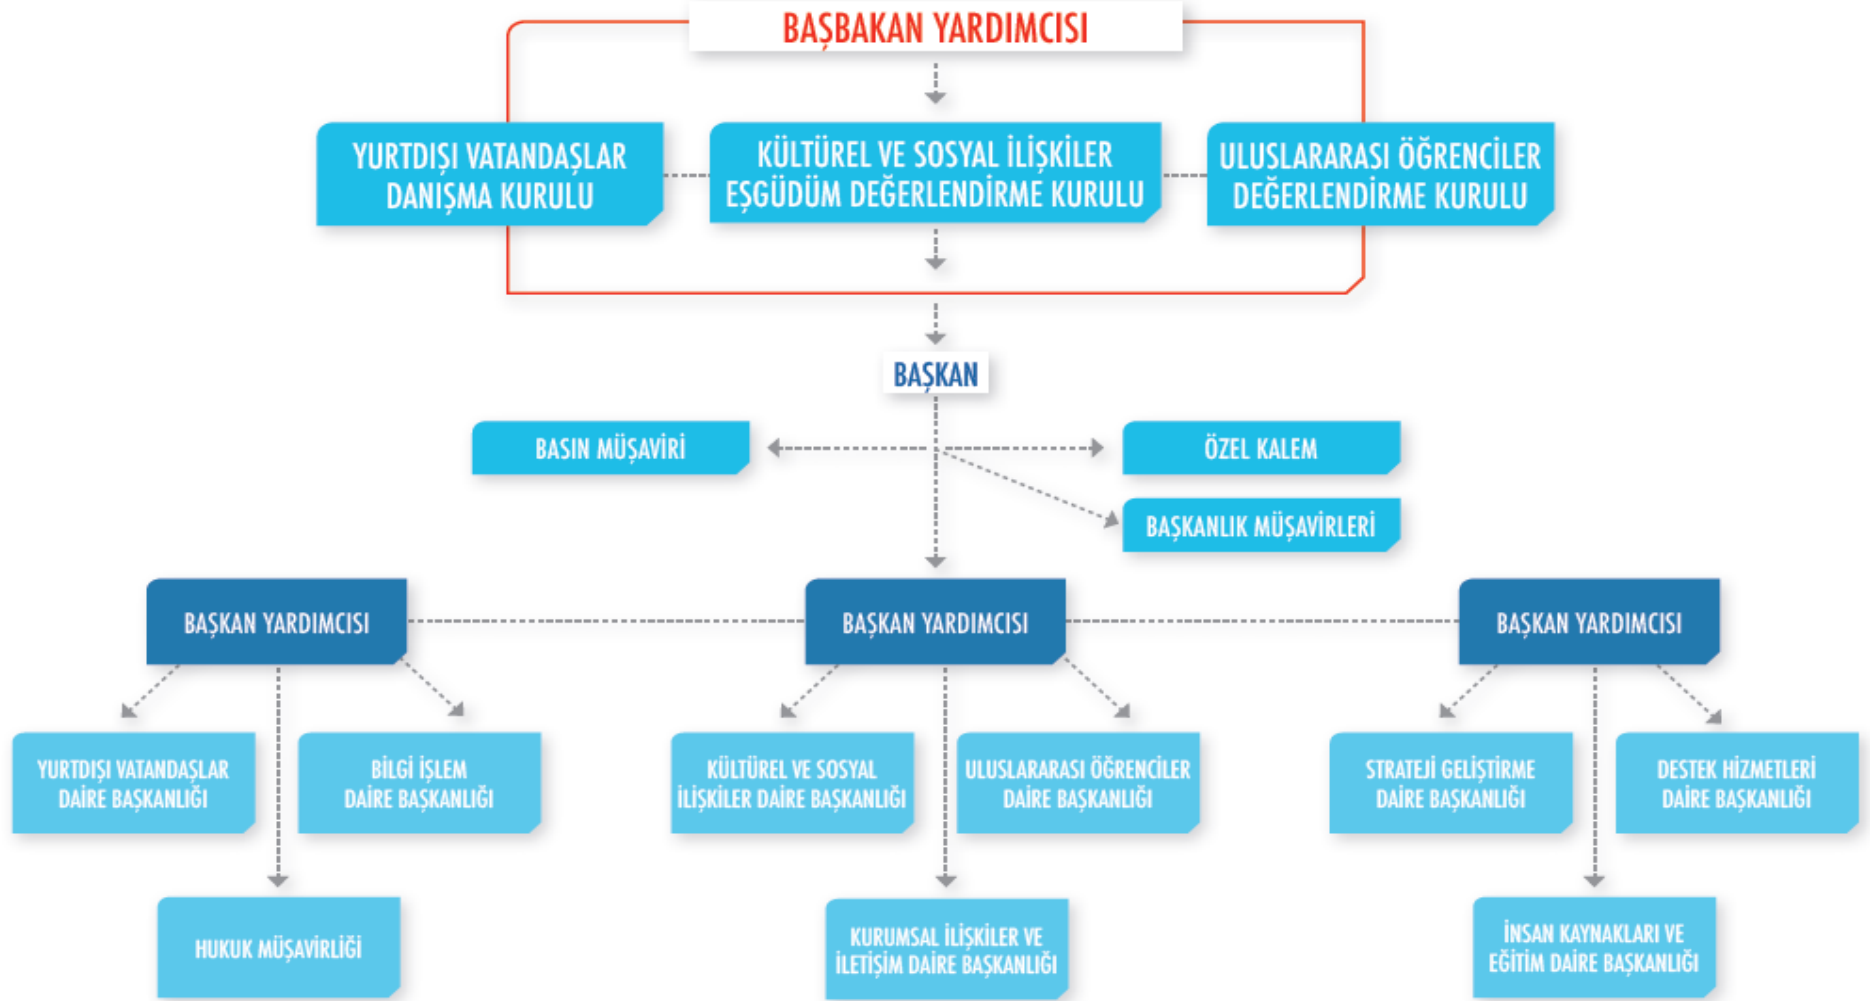 BAŞBAKAN YARDIMCISI
YURTDIŞI VATANDAŞLAR
DANIŞMA KURULU
KÜLTÜREL VE SOSYAL İLİŞKİLER
EŞGÜDÜM DEĞERLENDİRME KURULU
ULUSLARARASI ÖĞRENCİLER
DEĞERLENDİRME KURULU
BAŞKAN
BASIN MÜŞAVİRİ
ÖZEL KALEM
BAŞKANLIK MÜŞAVİRLERİ
BAŞKAN YARDIMCISI
BAŞKAN YARDIMCISI
BAŞKAN YARDIMCISI
YURTDIŞI VATANDAŞLAR
DAİRE BAŞKANLIĞI
BİLGİ İŞLEM
DAİRE BAŞKANLIĞI
KÜLTÜREL VE SOSYAL
İLİŞKİLER DAİRE BAŞKANLIĞI
ULUSLARARASI ÖĞRENCİLER
DAİRE BAŞKANLIĞI
STRATEJİ GELİŞTİRME
DAİRE BAŞKANLIĞI
DESTEK HİZMETLERİ
DAİRE BAŞKANLIĞI
HUKUK MÜŞAVİRLİĞİ
KURUMSAL İLİŞKİLER VE
İLETİŞİM DAİRE BAŞKANLIĞI
İNSAN KAYNAKLARI VE
EĞİTİM DAİRE BAŞKANLIĞI